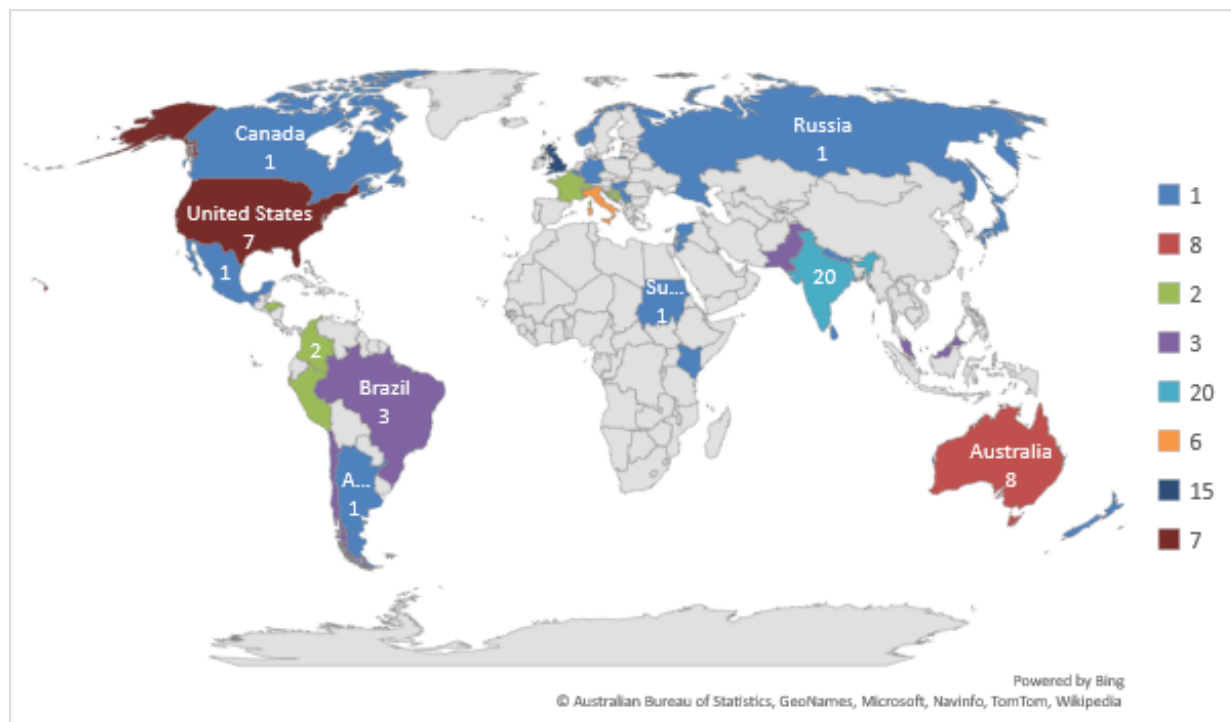 Canada
1
Russia
1
United States
7
1
20
Su...
1
2
Brazil
3
A...
1
Australia
8
1
8
2
3
20
6
15
7
Powered by Bing
© Australian Bureau of Statistics, GeoNames, Microsoft, Navinfo, TomTom, Wikipedia